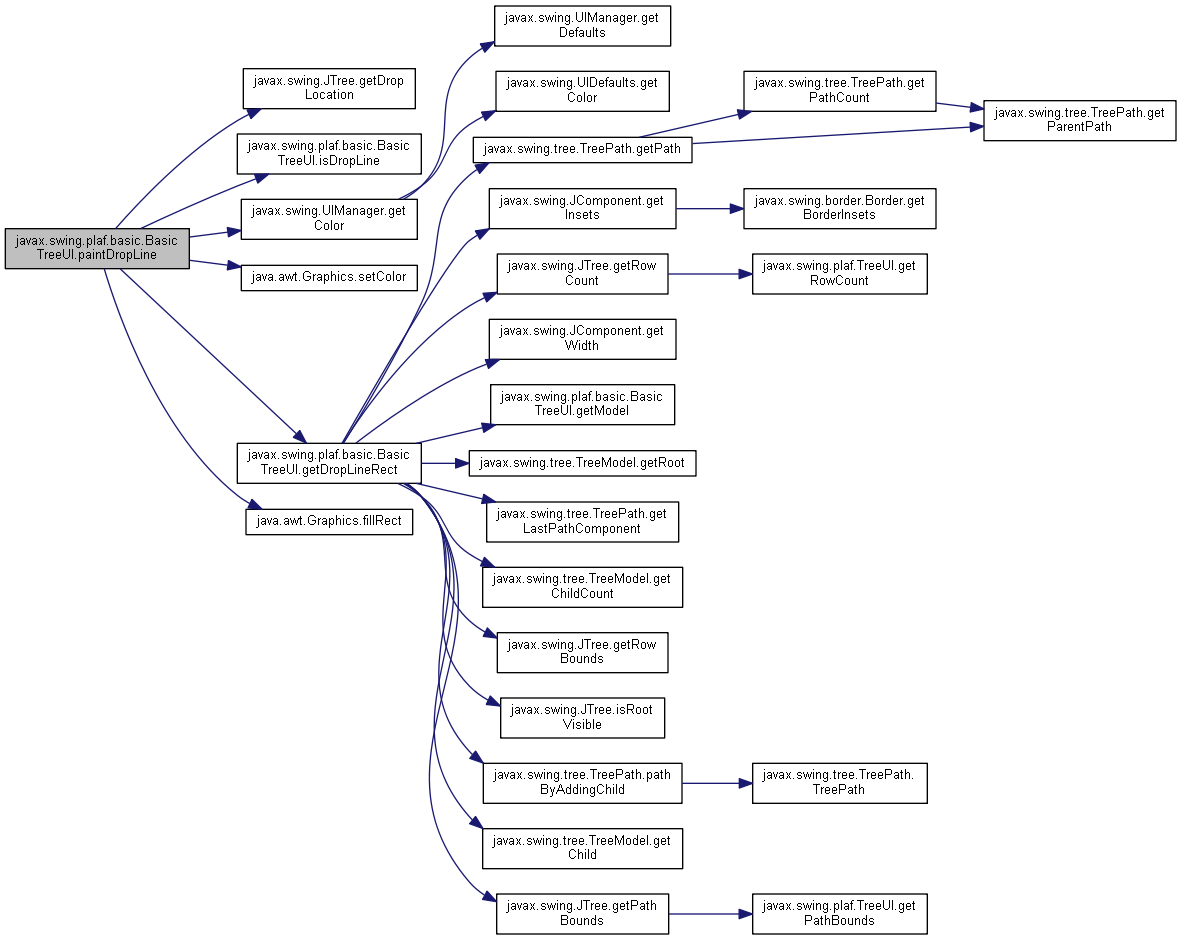 javax.swing.plaf.basic.Basic
TreeUI.paintDropLine
javax.swing.JTree.getDrop
Location
javax.swing.plaf.basic.Basic
TreeUI.isDropLine
javax.swing.UIManager.get
Color
java.awt.Graphics.setColor
javax.swing.plaf.basic.Basic
TreeUI.getDropLineRect
java.awt.Graphics.fillRect
javax.swing.UIManager.get
Defaults
javax.swing.UIDefaults.get
Color
javax.swing.tree.TreePath.getPath
javax.swing.JComponent.get
Insets
javax.swing.JTree.getRow
Count
javax.swing.JComponent.get
Width
javax.swing.plaf.basic.Basic
TreeUI.getModel
javax.swing.tree.TreeModel.getRoot
javax.swing.tree.TreePath.get
LastPathComponent
javax.swing.tree.TreeModel.get
ChildCount
javax.swing.JTree.getRow
Bounds
javax.swing.JTree.isRoot
Visible
javax.swing.tree.TreePath.path
ByAddingChild
javax.swing.tree.TreeModel.get
Child
javax.swing.JTree.getPath
Bounds
javax.swing.tree.TreePath.get
PathCount
javax.swing.border.Border.get
BorderInsets
javax.swing.plaf.TreeUI.get
RowCount
javax.swing.tree.TreePath.
TreePath
javax.swing.plaf.TreeUI.get
PathBounds
javax.swing.tree.TreePath.get
ParentPath